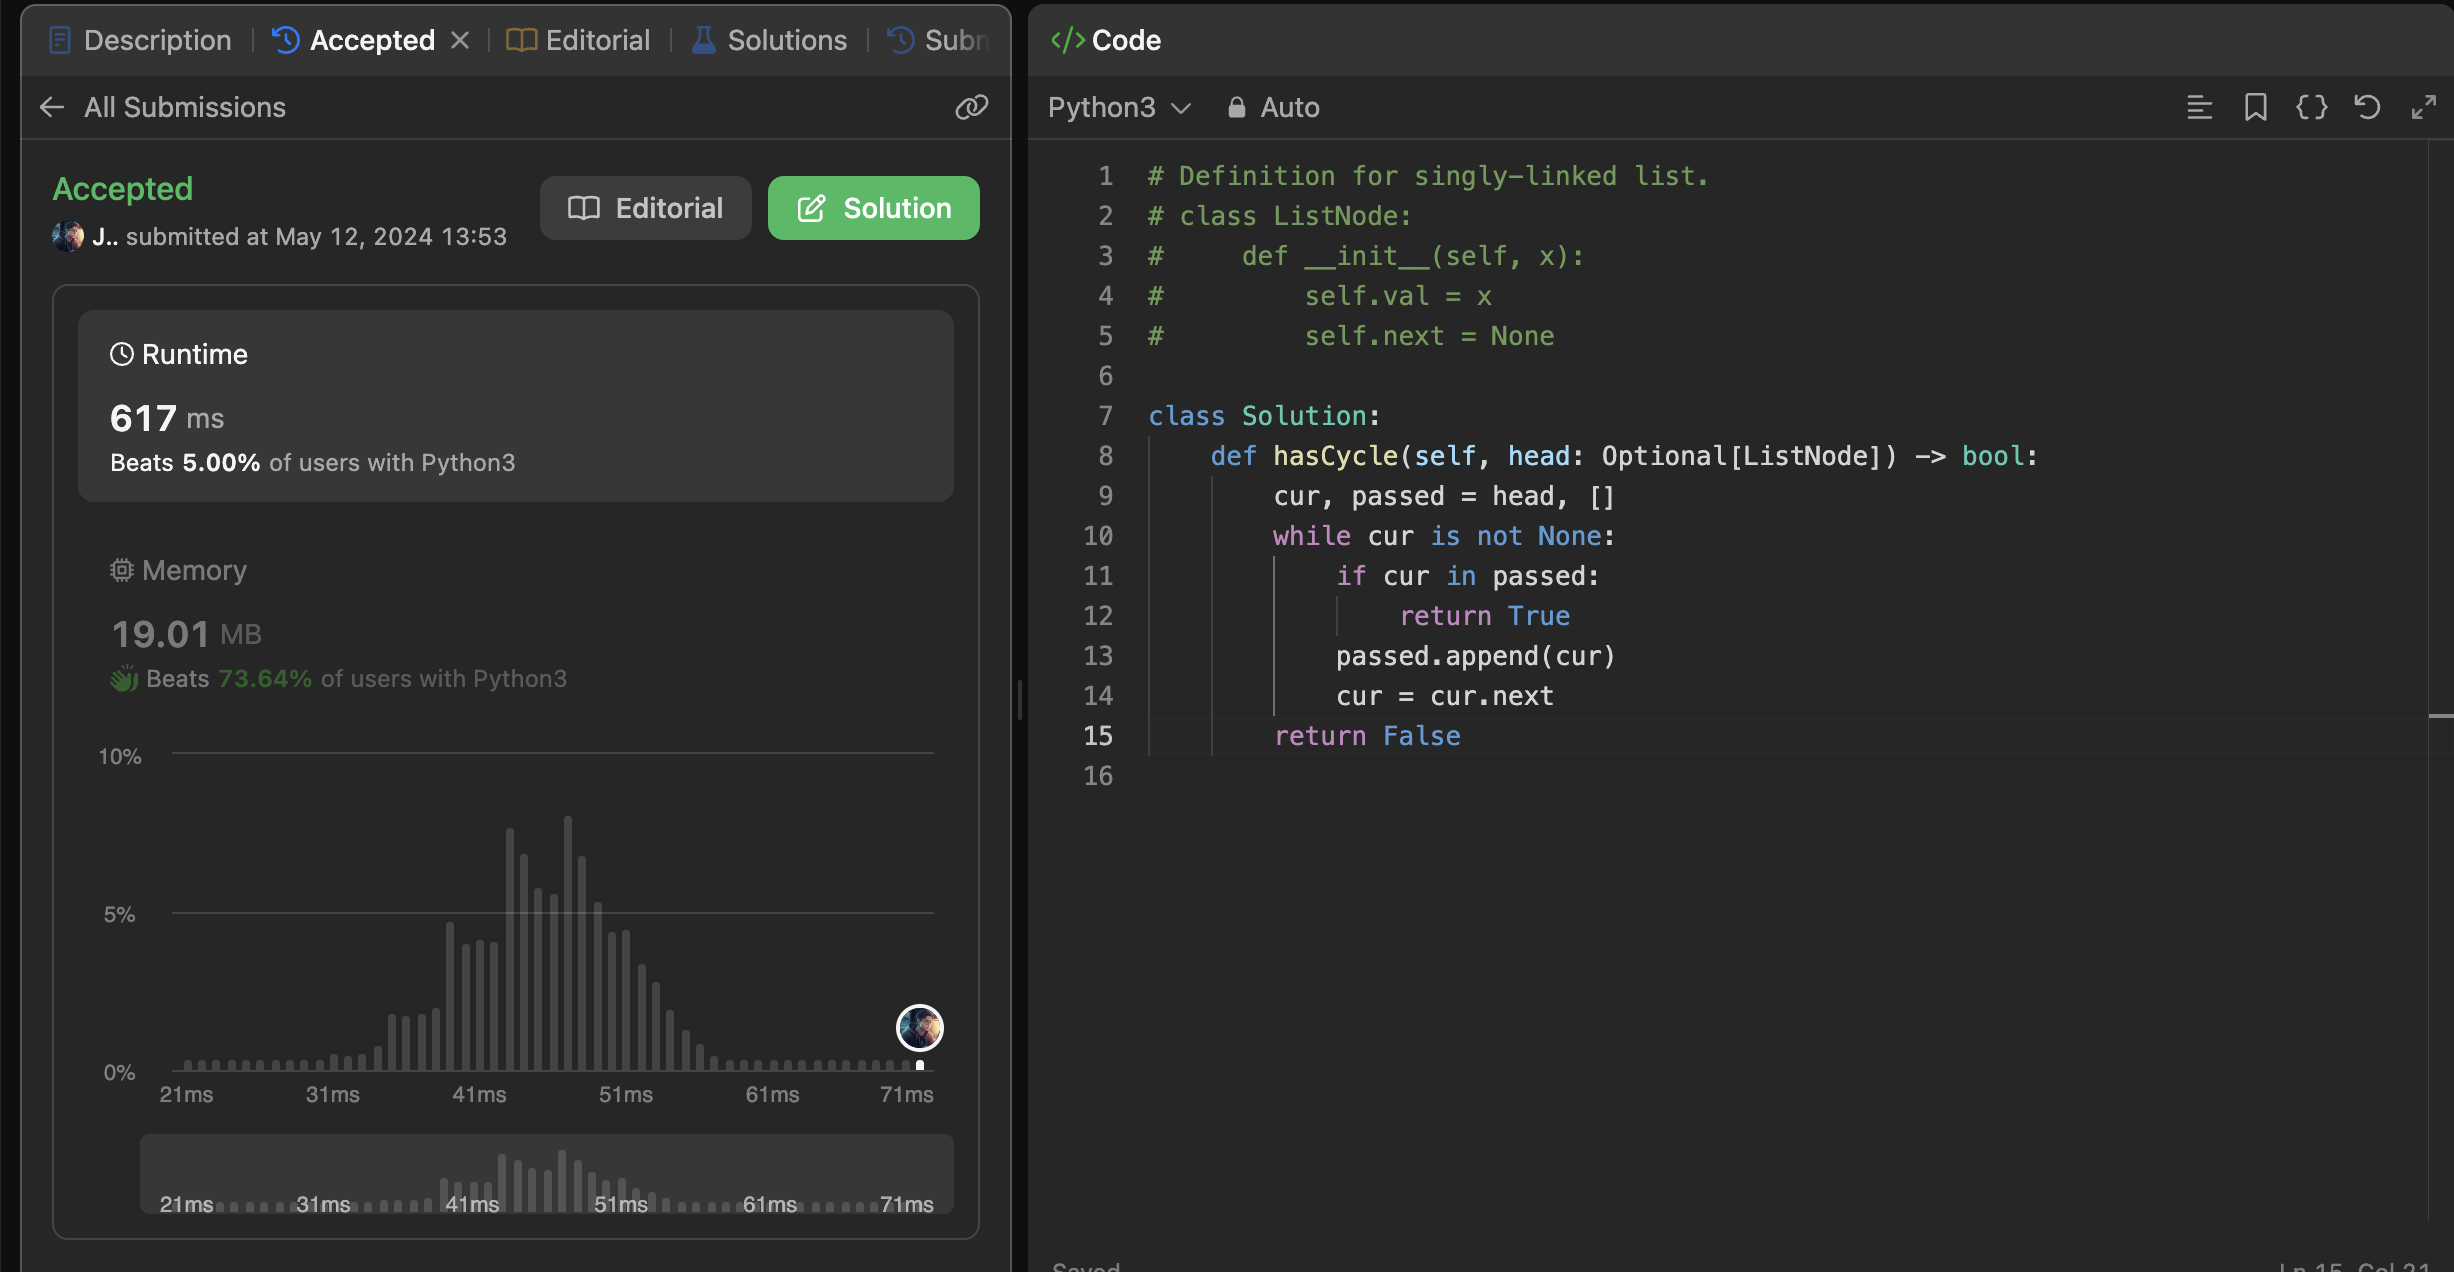 Description
Accepted
Editorial
Solutions
All Submissions
Accepted
J.. submitted at May 12, 2024 13:53
Editorial
Solution
Runtime
617 ms
Beats 5.00% of users with Python3
Memory
19.01 MB
Beats 73.64% of users with Python3
10%
5%
0%
21ms 31ms 41ms 51ms 61ms 71ms
21ms 31ms 41ms 51ms 61ms 71ms
</> Code
Python3
Auto
1 # Definition for singly-linked list.
2 # class ListNode:
3 #     def __init__(self, x):
4 #         self.val = x
5 #         self.next = None
6
7 class Solution:
8     def hasCycle(self, head: Optional[ListNode]) -> bool:
9         cur, passed = head, []
10         while cur is not None:
11             if cur in passed:
12                 return True
13             passed.append(cur)
14             cur = cur.next
15         return False
16
Saved
Ln 15, Col 21